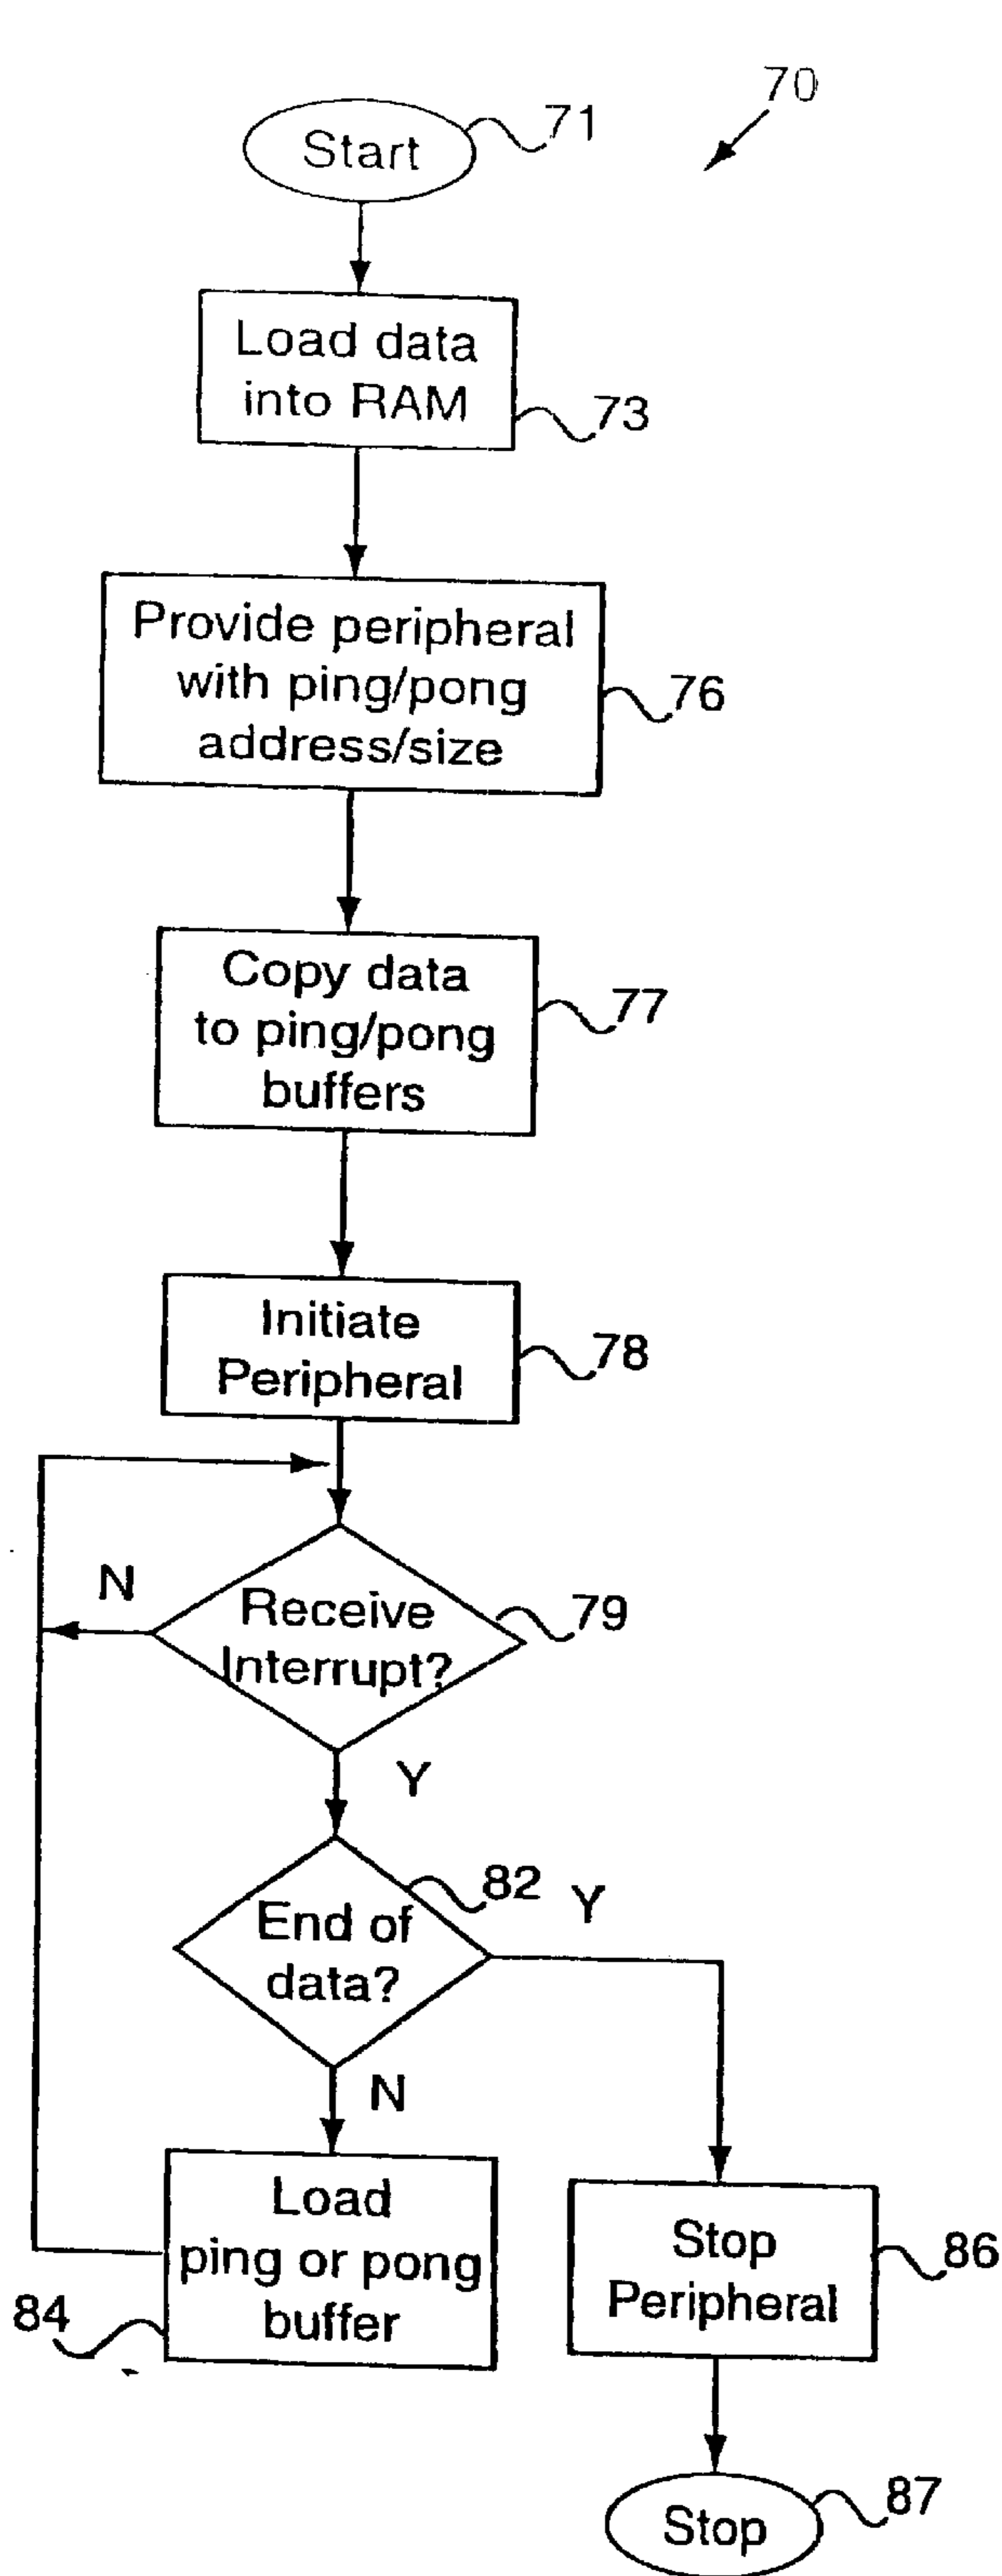 70
Start
71
Load data
into RAM
73
Provide peripheral
with ping/pong
address/size
76
Copy data
to ping/pong
buffers
77
Initiate
Peripheral
78
N
Receive
Interrupt?
79
Y
End of
data?
82
Y
N
Load
ping or pong
buffer
84
Stop
Peripheral
86
Stop
87